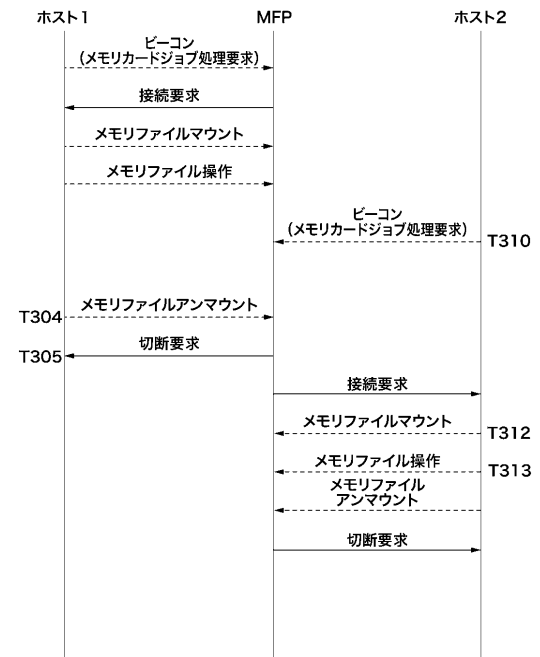 ホスト1 MFP ホスト2
ビーコン
(メモリカードジョブ処理要求)
接続要求
メモリファイルマウント
メモリファイル操作
ビーコン
(メモリカードジョブ処理要求)
T310
メモリファイルアンマウント
T304
切断要求
T305
接続要求
メモリファイルマウント
T312
メモリファイル操作
T313
メモリファイル
アンマウント
切断要求